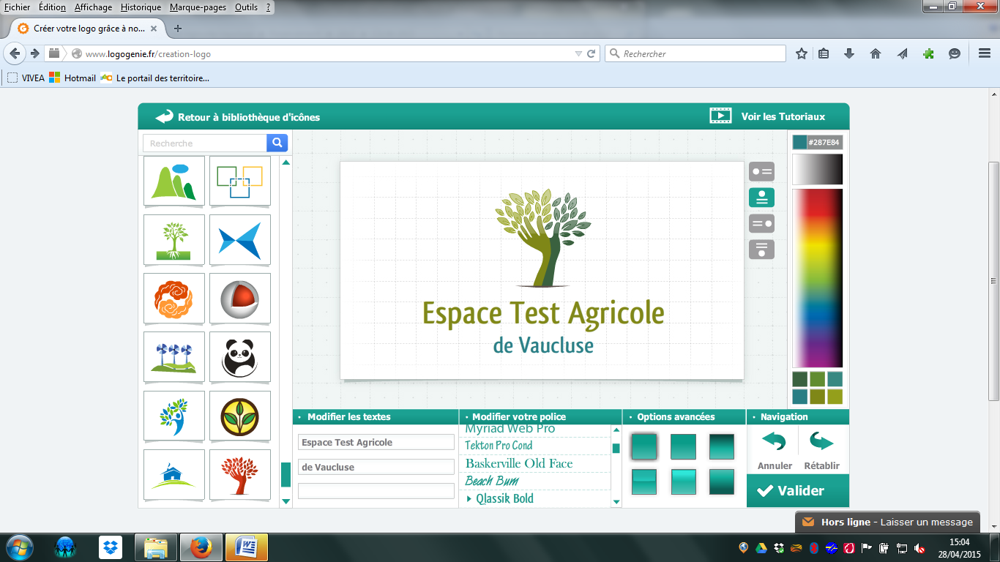 Fichier Édition Affichage Historique Marque-pages Outils ?
Créer votre logo grâce à no...
www.logogenie.fr/creation-logo
Rechercher
VIVEA Hotmail Le portail des territoire...
Retour à bibliothèque d'icônes
Voir les Tutoriaux
Recherche
#287E84
Espace Test Agricole
de Vaucluse
Modifier les textes
Espace Test Agricole
de Vaucluse
Modifier votre police
Myriad Web Pro
Tekton Pro Cond
Baskerville Old Face
Beach Bum
Qlassik Bold
Options avancées
Navigation
Annuler Rétablir
Valider
Hors ligne - Laisser un message
15:04
28/04/2015